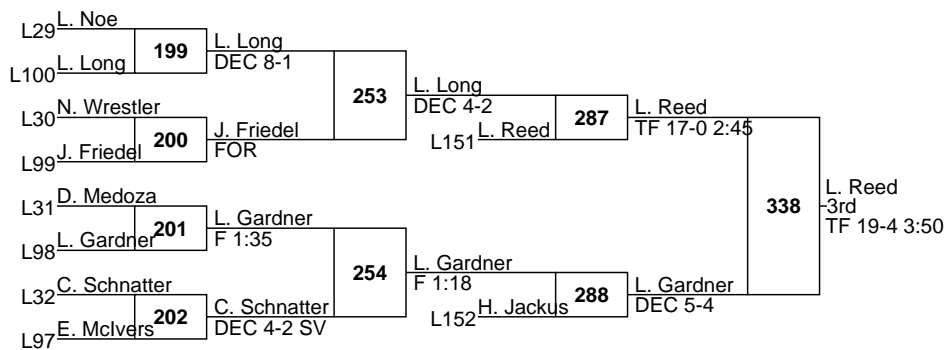 L29 L. Noe
199
L100 L. Long
L. Long
DEC 8-1
L30 N. Wrestler
200
L99 J. Friedel
J. Friedel
FOR
253
L. Long
DEC 4-2
L31 D. Medoza
201
L98 L. Gardner
L. Gardner
F 1:35
L32 C. Schnatter
202
L97 E. McIvers
C. Schnatter
DEC 4-2 SV
254
L. Gardner
F 1:18
L151 L. Reed
287
L. Reed
TF 17-0 2:45
L152 H. Jackus
288
L. Gardner
DEC 5-4
338
L. Reed
3rd
TF 19-4 3:50